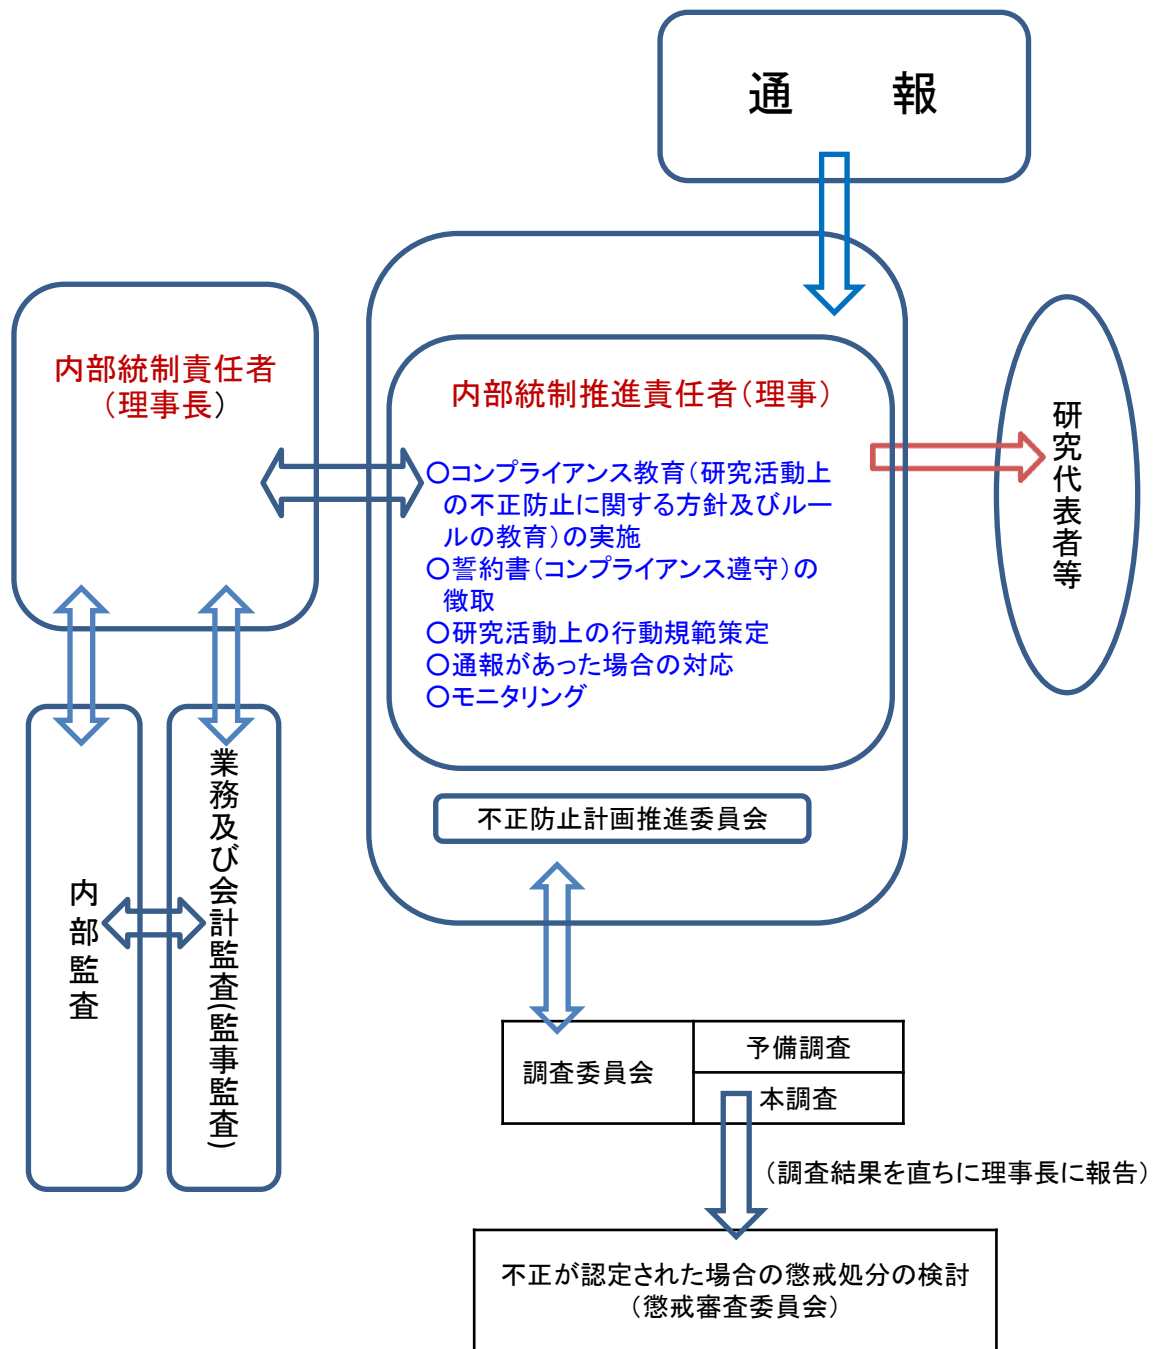 通　　報
内部統制責任者
（理事長）
内部統制推進責任者（理事）
○コンプライアンス教育（研究活動上
の不正防止に関する方針及びルー
ルの教育）の実施
○誓約書（コンプライアンス遵守）の
徴取
○研究活動上の行動規範策定
○通報があった場合の対応
○モニタリング
研究代表者等
不正防止計画推進委員会
内部監査
業務及び会計監査(監事監査)
調査委員会
予備調査
本調査
（調査結果を直ちに理事長に報告）
不正が認定された場合の懲戒処分の検討
（懲戒審査委員会）